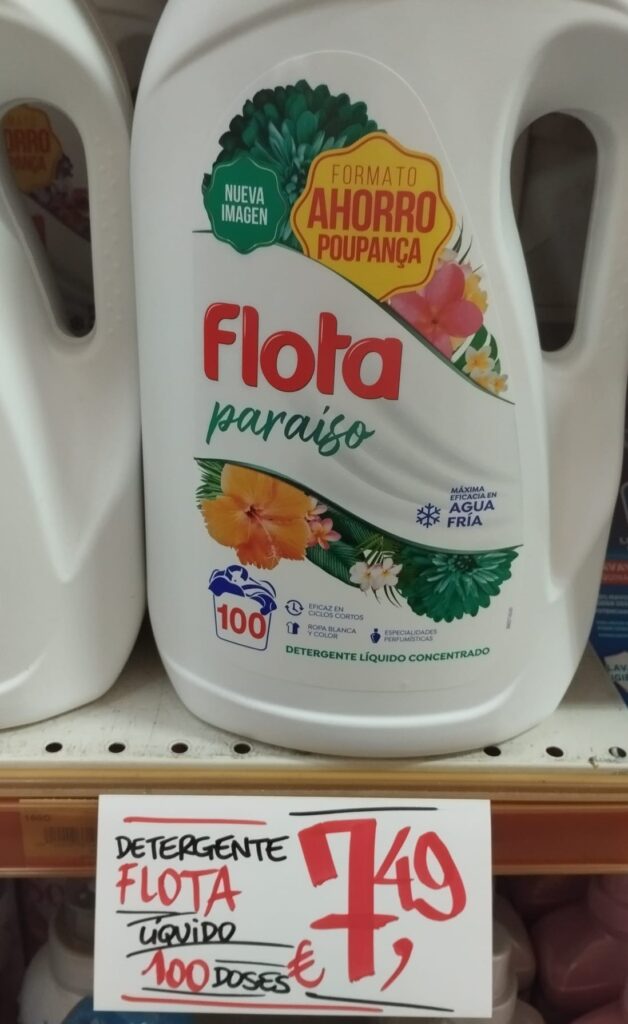 NUEVA
IMAGEN
FORMATO
AHORRO
POUPANÇA
flota
paraíso
MÁXIMA
EFICACIA EN
AGUA
FRÍA
100
EFICAZ EN
CICLOS CORTOS
ROPA BLANCA
Y COLOR
ESPECIALIDADES
PERFUMÍSTICAS
DETERGENTE LÍQUIDO CONCENTRADO
DETERGENTE
FLOTA
LÍQUIDO
100 DOSES
€ 7,49